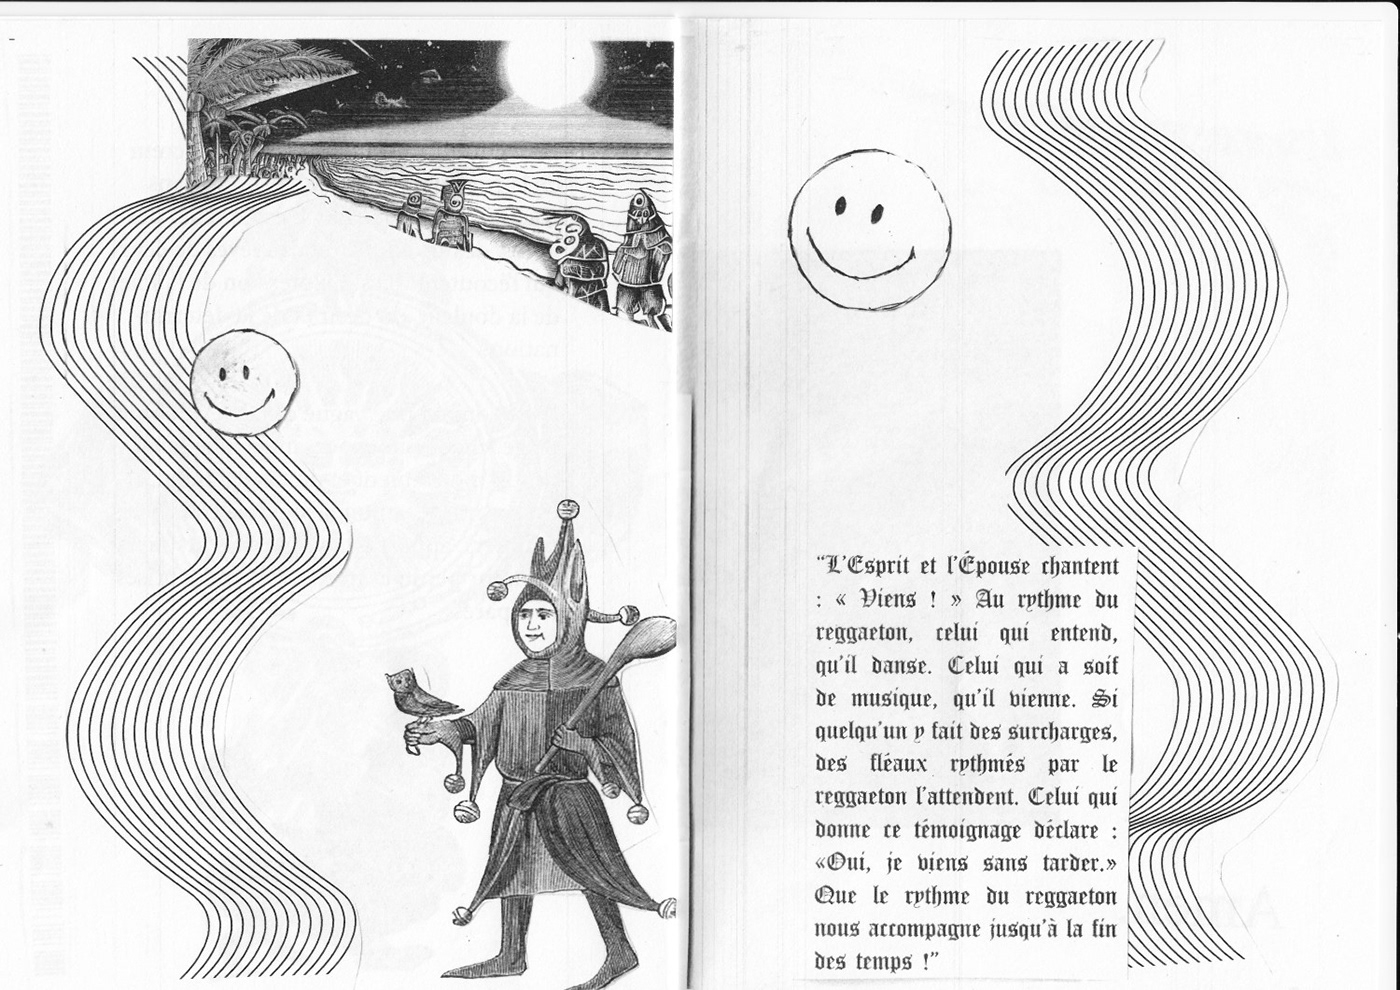 “L’Esprit et l’Épouse chantent
: « Viens ! » Au rythme du
reggaeton, celui qui entend,
qu’il danse. Celui qui a soif
de musique, qu’il vienne. Si
quelqu’un y fait des surcharges,
des fléaux rythmés par le
reggaeton l’attendent. Celui qui
donne ce témoignage déclare :
«Oui, je viens sans tarder.»
Que le rythme du reggaeton
nous accompagne jusqu’à la fin
des temps !”